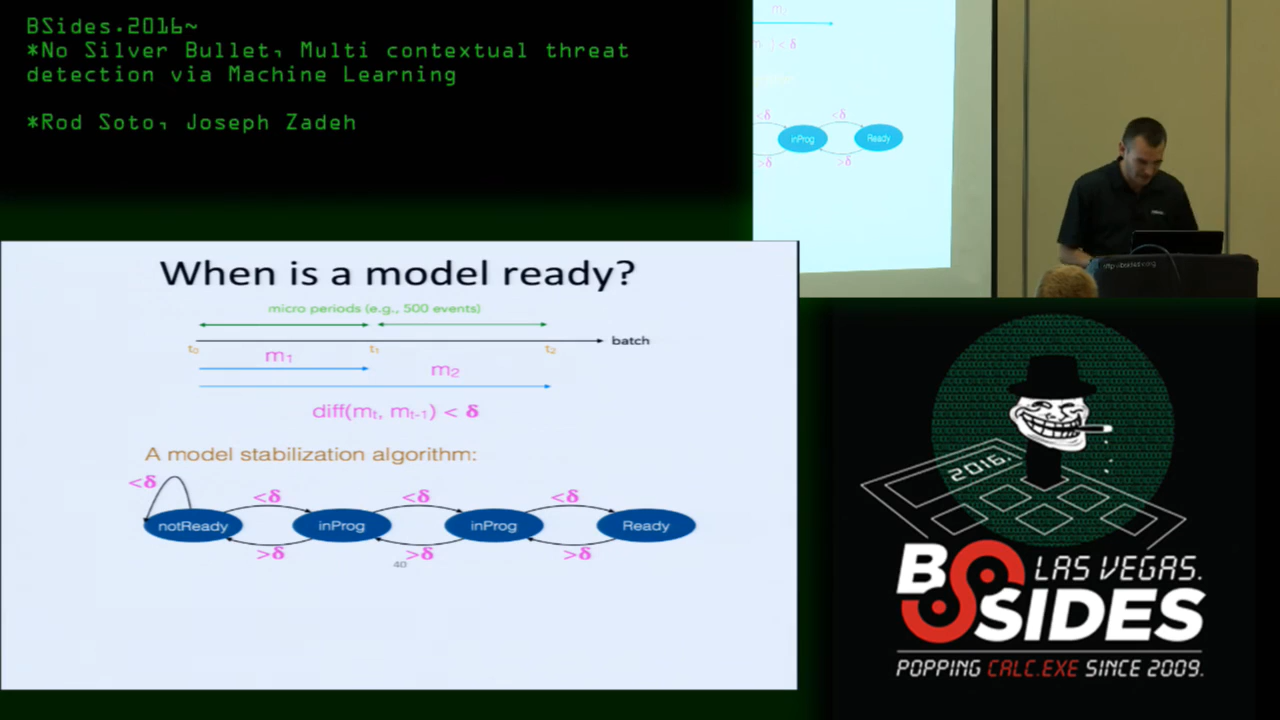 BSides.2016~
*No Silver Bullet, Multi contextual threat
detection via Machine Learning
*Rod Soto, Joseph Zadeh
<δ
<δ
inProg
Ready
>δ
>δ
When is a model ready?
micro periods (e.g., 500 events)
batch
t0
t1
t2
m1
m2
diff(mt, mt-1) < δ
A model stabilization algorithm:
<δ
<δ
<δ
<δ
notReady
inProg
inProg
Ready
>δ
>δ
>δ
40
2016.
BSIDES
LAS VEGAS.
POPPING CALC.EXE SINCE 2009.